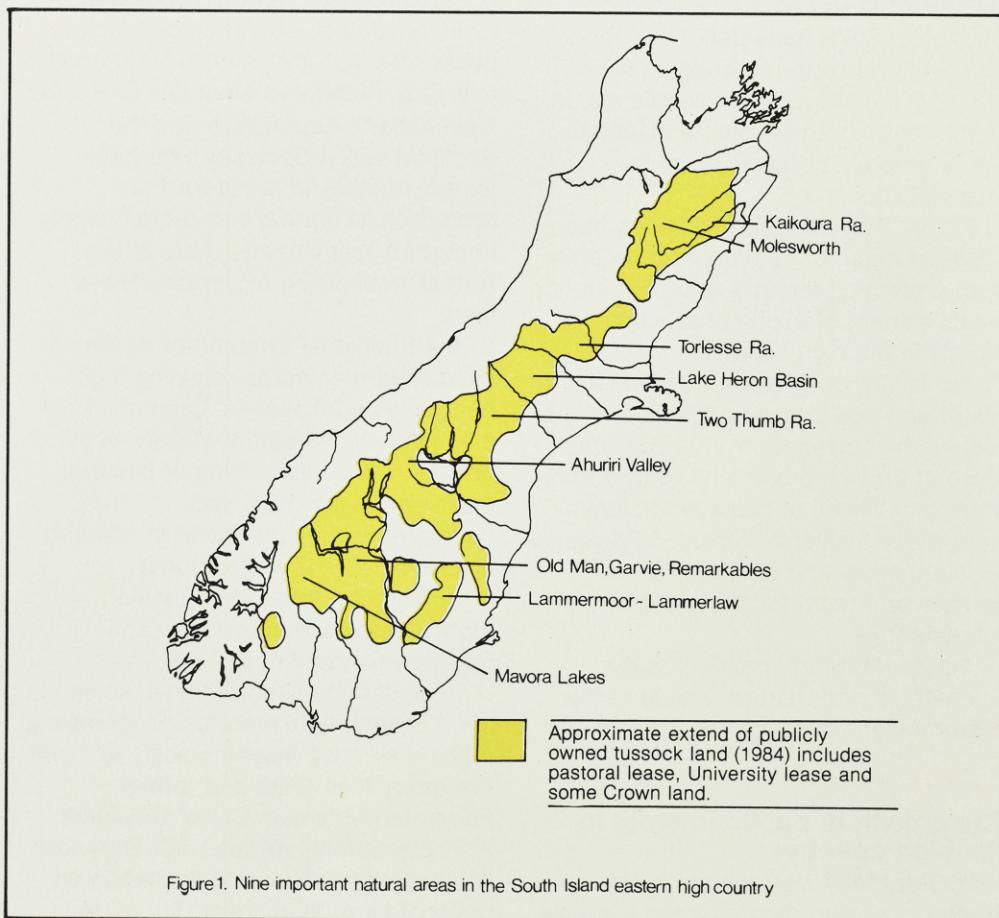 Kaikoura Ra.
Molesworth
Torlesse Ra.
Lake Heron Basin
Two Thumb Ra.
Ahuriri Valley
Old Man, Garvie, Remarkables
Lammermoor - Lammerlaw
Mavora Lakes
Approximate extend of publicly
owned tussock land (1984) includes
pastoral lease, University lease and
some Crown land.
Figure 1. Nine important natural areas in the South Island eastern high country